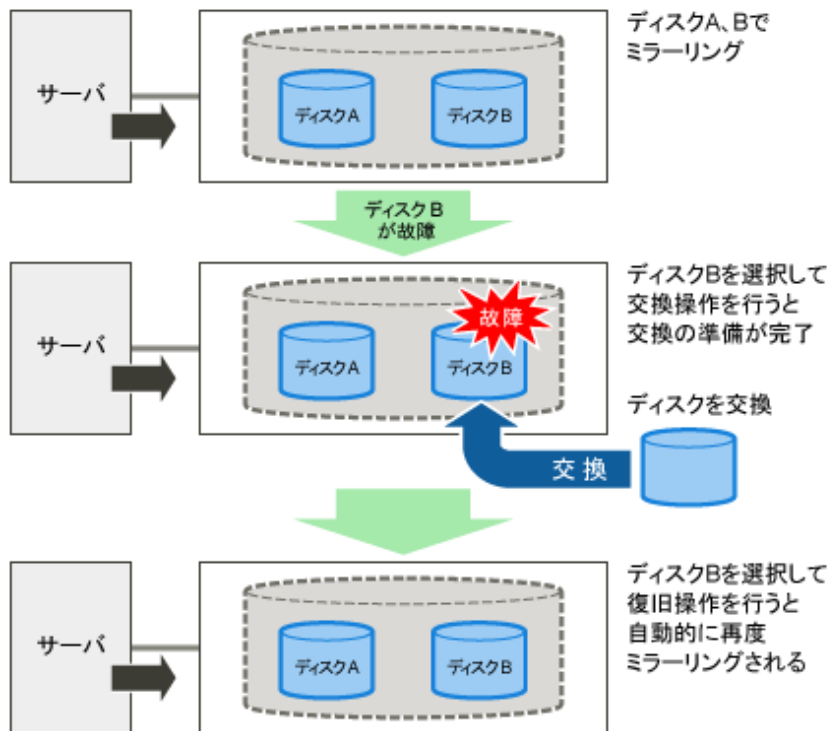 サーバ
ディスクA
ディスクB
ディスクA、Bで
ミラーリング
ディスクB
が故障
サーバ
ディスクA
ディスクB
故障
ディスクBを選択して
交換操作を行うと
交換の準備が完了
ディスクを交換
交換
サーバ
ディスクA
ディスクB
ディスクBを選択して
復旧操作を行うと
自動的に再度
ミラーリングされる